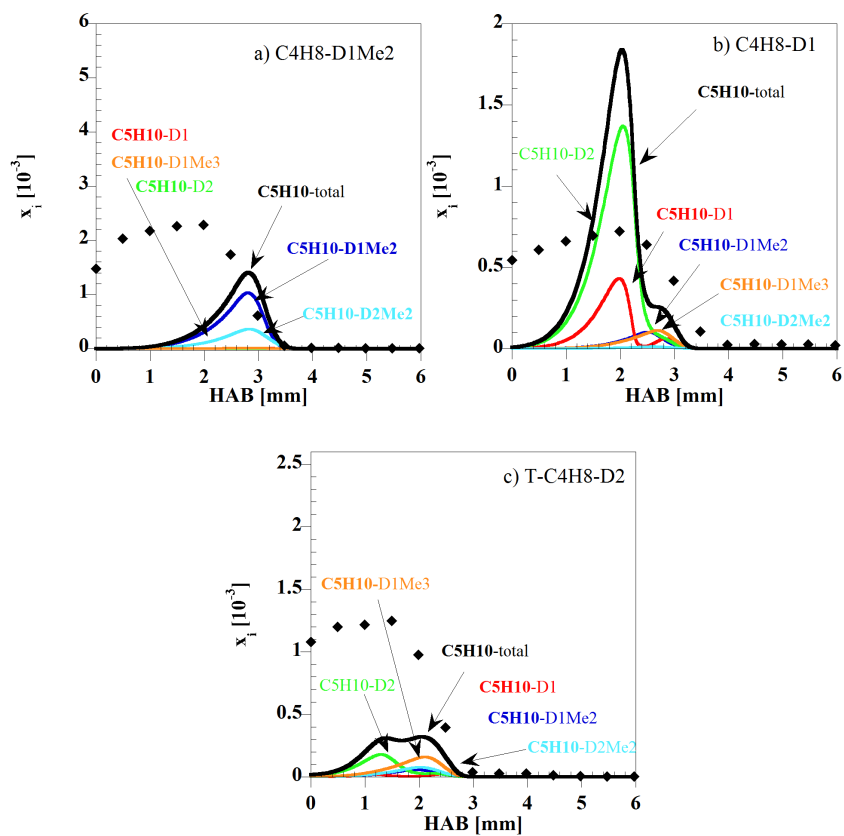 a) C4H8-D1Me2
x_i [10^-3]
6
5
4
3
2
1
0
C5H10-D1
C5H10-D1Me3
C5H10-D2
C5H10-total
C5H10-D1Me2
C5H10-D2Me2
0 1 2 3 4 5 6
HAB [mm]
b) C4H8-D1
x_i [10^-3]
2
1.5
1
0.5
0
C5H10-total
C5H10-D2
C5H10-D1
C5H10-D1Me2
C5H10-D1Me3
C5H10-D2Me2
0 1 2 3 4 5 6
HAB [mm]
c) T-C4H8-D2
x_i [10^-3]
2.5
2
1.5
1
0.5
0
C5H10-D1Me3
C5H10-total
C5H10-D2
C5H10-D1
C5H10-D1Me2
C5H10-D2Me2
0 1 2 3 4 5 6
HAB [mm]